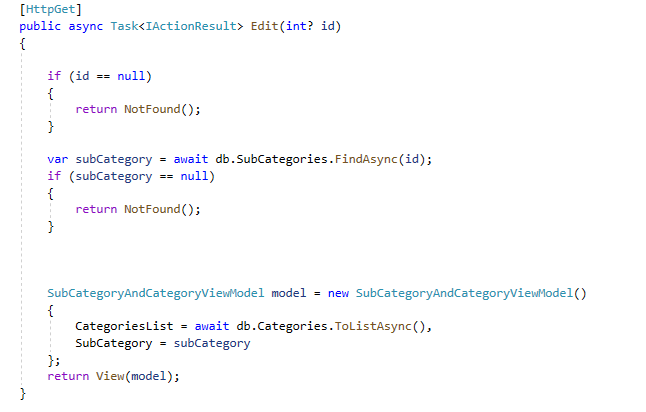 [HttpGet]
public async Task<IActionResult> Edit(int? id)
{
if (id == null)
{
return NotFound();
}
var subCategory = await db.SubCategories.FindAsync(id);
if (subCategory == null)
{
return NotFound();
}
SubCategoryAndCategoryViewModel model = new SubCategoryAndCategoryViewModel()
{
CategoriesList = await db.Categories.ToListAsync(),
SubCategory = subCategory
};
return View(model);
}